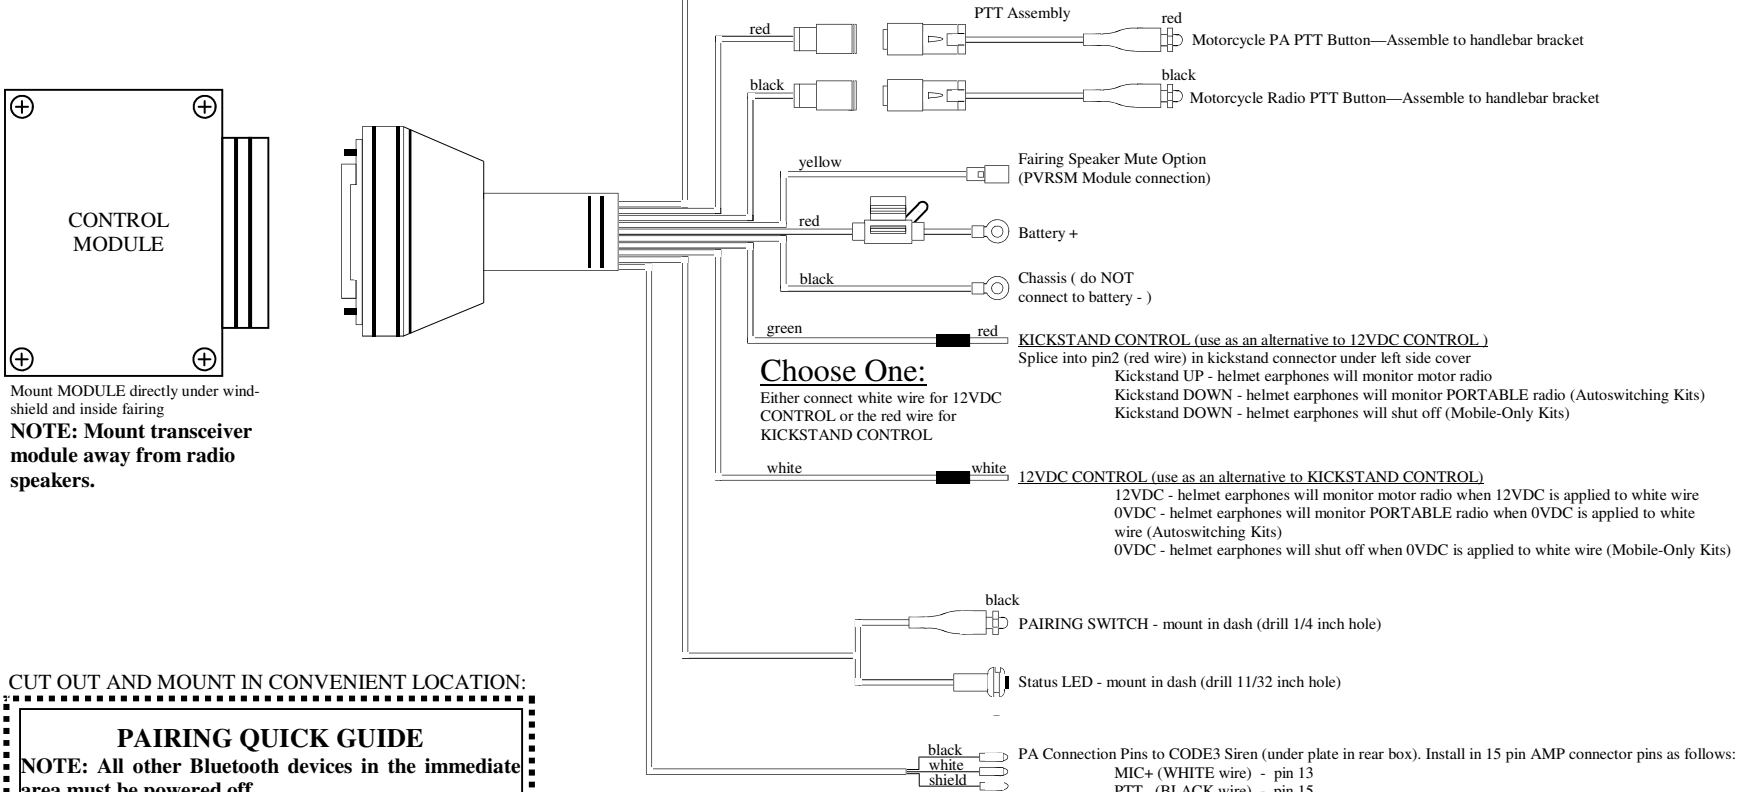 PTT Assembly
red
red
Motorcycle PA PTT Button—Assemble to handlebar bracket
black
black
Motorcycle Radio PTT Button—Assemble to handlebar bracket
yellow
Fairing Speaker Mute Option
(PVRSM Module connection)
CONTROL
MODULE
red
Battery +
black
Chassis ( do NOT
connect to battery - )
green
red
KICKSTAND CONTROL (use as an alternative to 12VDC CONTROL )
Splice into pin2 (red wire) in kickstand connector under left side cover
Kickstand UP - helmet earphones will monitor motor radio
Kickstand DOWN - helmet earphones will monitor PORTABLE radio (Autoswitching Kits)
Kickstand DOWN - helmet earphones will shut off (Mobile-Only Kits)
Choose One:
Either connect white wire for 12VDC
CONTROL or the red wire for
KICKSTAND CONTROL
Mount MODULE directly under wind-
shield and inside fairing
NOTE: Mount transceiver
module away from radio
speakers.
white
white
12VDC CONTROL (use as an alternative to KICKSTAND CONTROL)
12VDC - helmet earphones will monitor motor radio when 12VDC is applied to white wire
0VDC - helmet earphones will monitor PORTABLE radio when 0VDC is applied to white
wire (Autoswitching Kits)
0VDC - helmet earphones will shut off when 0VDC is applied to white wire (Mobile-Only Kits)
black
PAIRING SWITCH - mount in dash (drill 1/4 inch hole)
Status LED - mount in dash (drill 11/32 inch hole)
CUT OUT AND MOUNT IN CONVENIENT LOCATION:
PAIRING QUICK GUIDE
NOTE: All other Bluetooth devices in the immediate
area must be powered off
black
white
shield
PA Connection Pins to CODE3 Siren (under plate in rear box). Install in 15 pin AMP connector pins as follows:
MIC+ (WHITE wire) - pin 13
PTT (BLACK wire) - pin 15